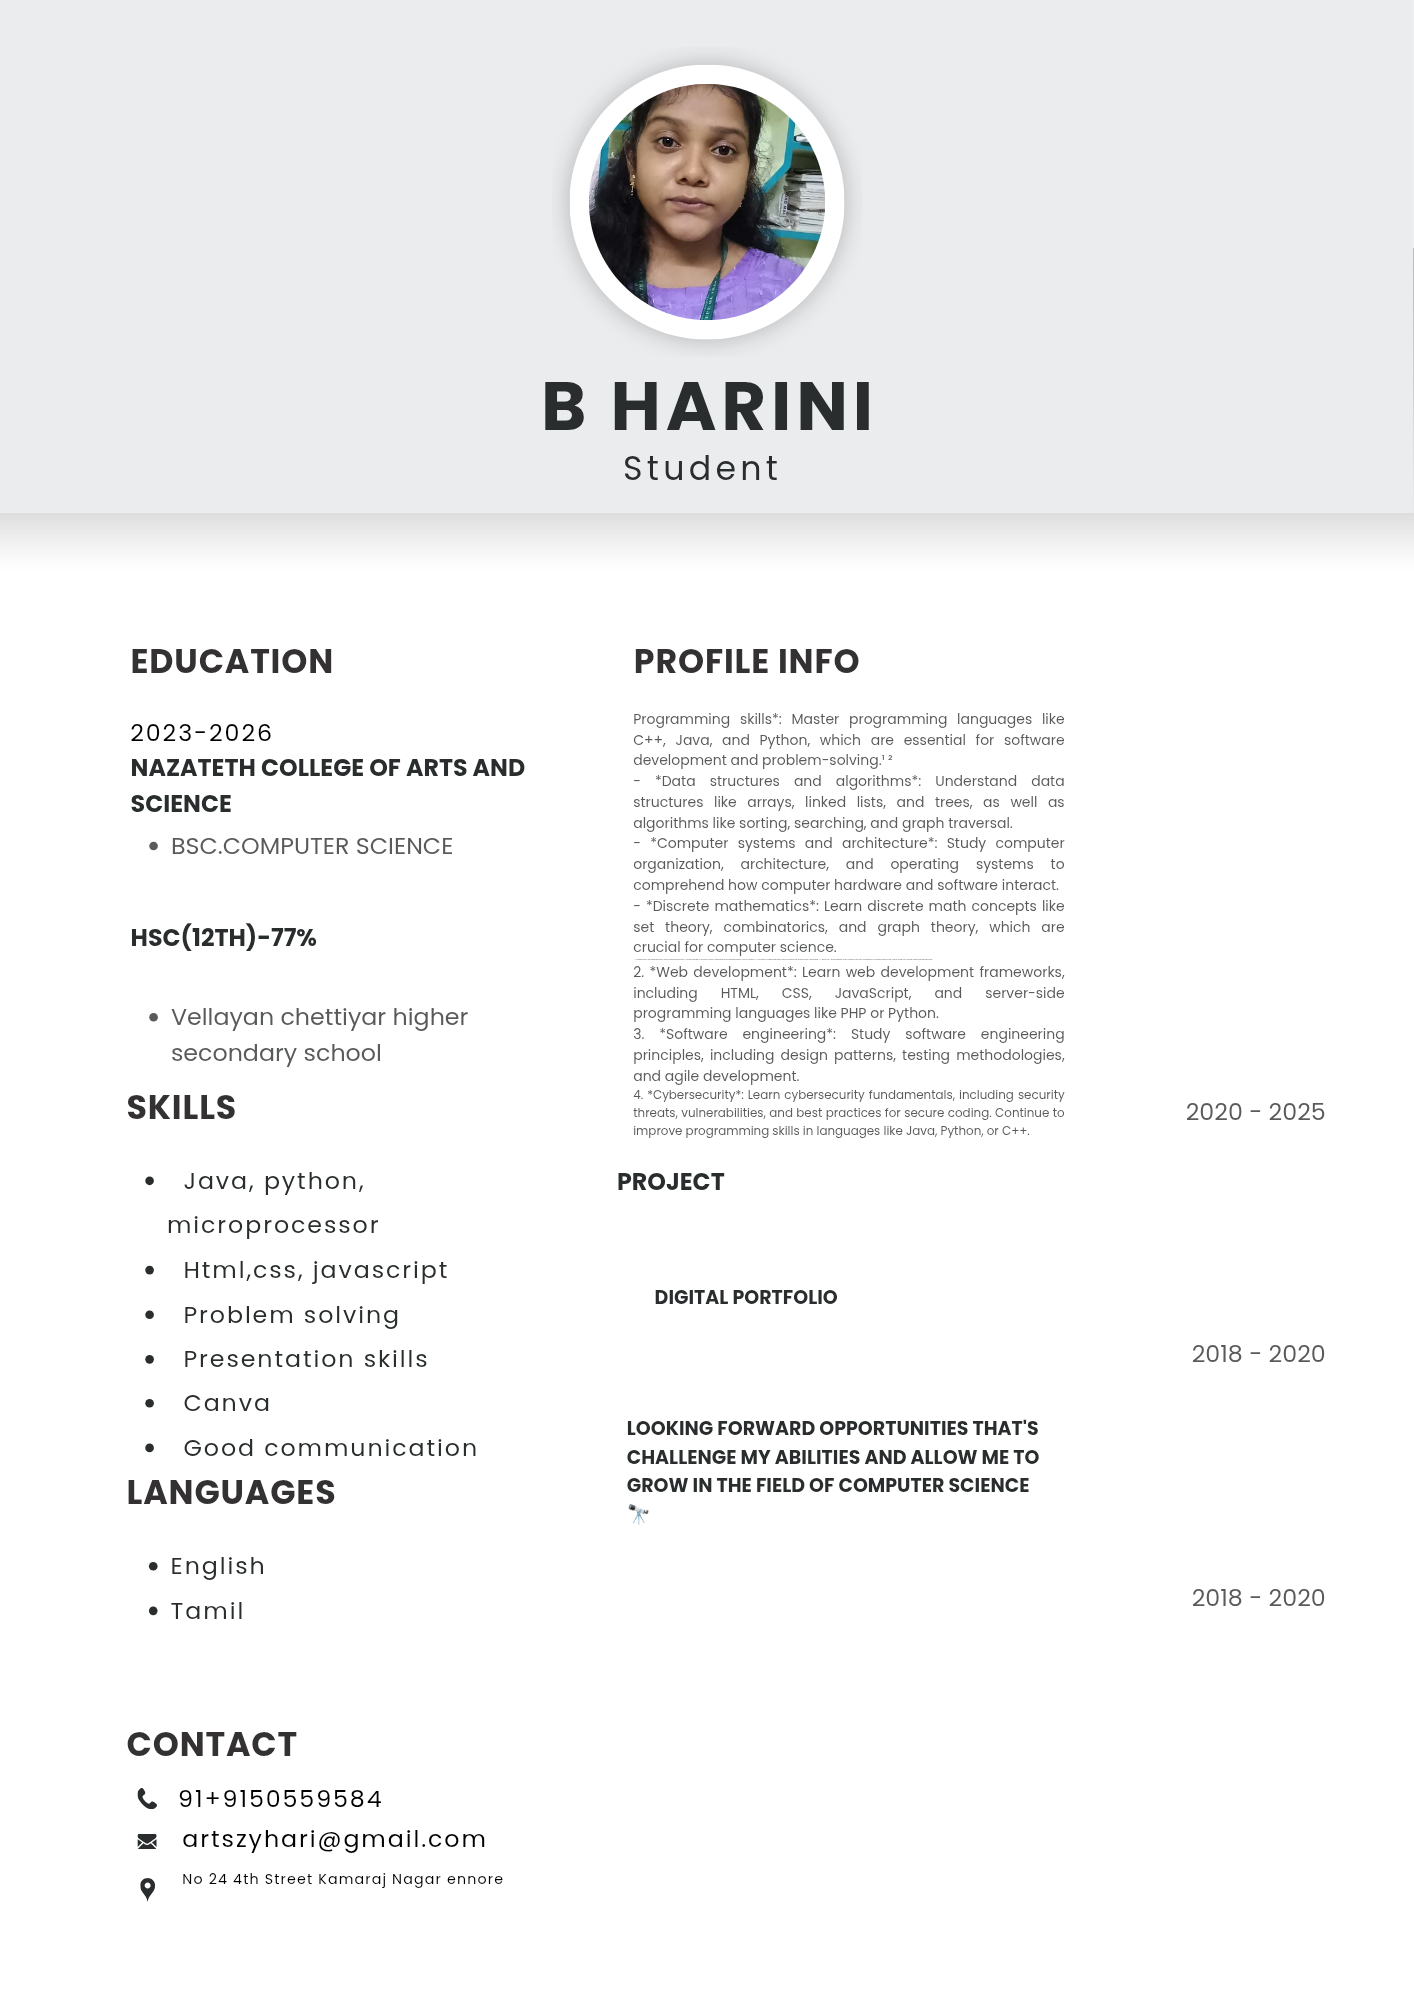 B HARINI
Student
EDUCATION
2023-2026
NAZATETH COLLEGE OF ARTS AND
SCIENCE
• BSC.COMPUTER SCIENCE
HSC(12TH)-77%
• Vellayan chettiyar higher
secondary school
SKILLS
• Java, python,
microprocessor
• Html,css, javascript
• Problem solving
• Presentation skills
• Canva
• Good communication
LANGUAGES
• English
• Tamil
CONTACT
91+9150559584
artszyhari@gmail.com
No 24 4th Street Kamaraj Nagar ennore
PROFILE INFO
Programming skills*: Master programming languages like
C++, Java, and Python, which are essential for software
development and problem-solving.¹ ²
- *Data structures and algorithms*: Understand data
structures like arrays, linked lists, and trees, as well as
algorithms like sorting, searching, and graph traversal.
- *Computer systems and architecture*: Study computer
organization, architecture, and operating systems to
comprehend how computer hardware and software interact.
- *Discrete mathematics*: Learn discrete math concepts like
set theory, combinatorics, and graph theory, which are
crucial for computer science.
2. *Web development*: Learn web development frameworks,
including HTML, CSS, JavaScript, and server-side
programming languages like PHP or Python.
3. *Software engineering*: Study software engineering
principles, including design patterns, testing methodologies,
and agile development.
4. *Cybersecurity*: Learn cybersecurity fundamentals, including security
threats, vulnerabilities, and best practices for secure coding. Continue to
improve programming skills in languages like Java, Python, or C++.
2020 - 2025
PROJECT
DIGITAL PORTFOLIO
2018 - 2020
LOOKING FORWARD OPPORTUNITIES THAT'S
CHALLENGE MY ABILITIES AND ALLOW ME TO
GROW IN THE FIELD OF COMPUTER SCIENCE
🔭
2018 - 2020